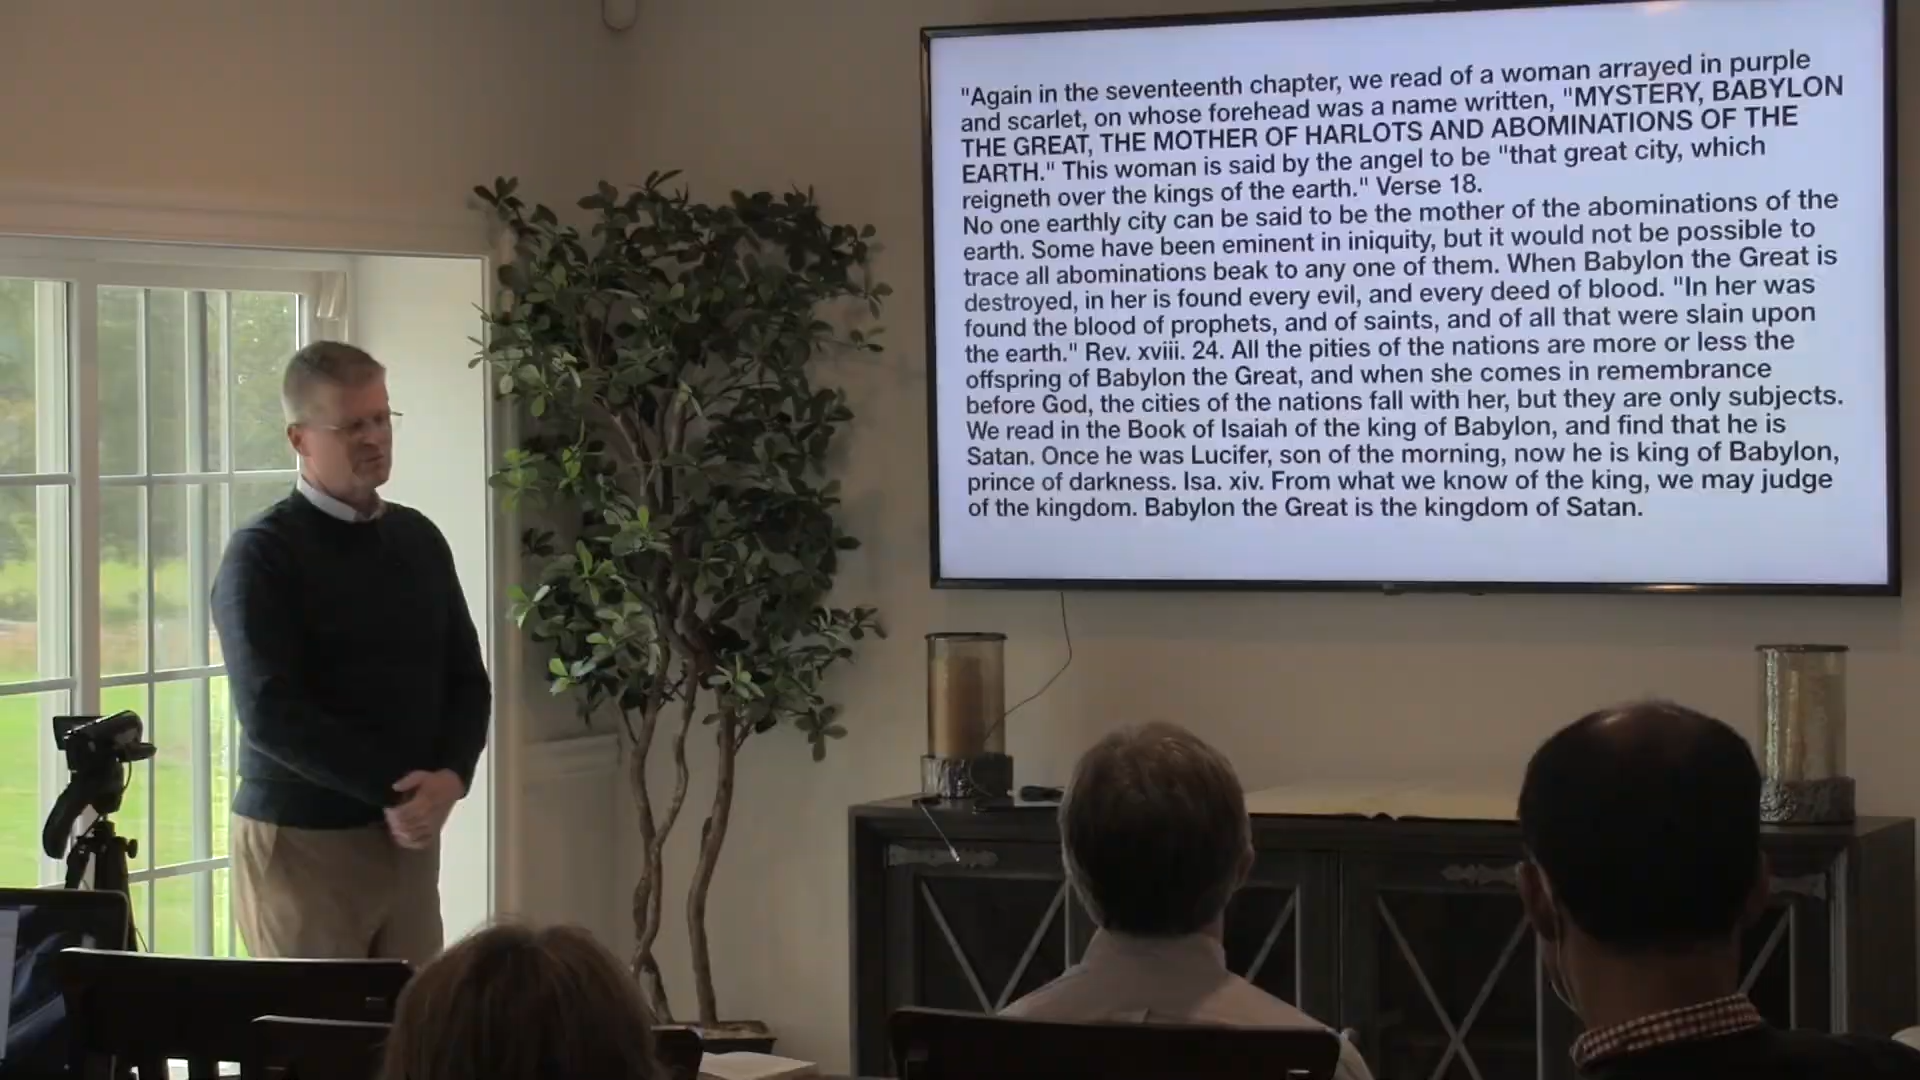 "Again in the seventeenth chapter, we read of a woman arrayed in purple
and scarlet, on whose forehead was a name written, "MYSTERY, BABYLON
THE GREAT, THE MOTHER OF HARLOTS AND ABOMINATIONS OF THE
EARTH." This woman is said by the angel to be "that great city, which
reigneth over the kings of the earth." Verse 18.
No one earthly city can be said to be the mother of the abominations of the
earth. Some have been eminent in iniquity, but it would not be possible to
trace all abominations beak to any one of them. When Babylon the Great is
destroyed, in her is found every evil, and every deed of blood. "In her was
found the blood of prophets, and of saints, and of all that were slain upon
the earth." Rev. xviii. 24. All the pities of the nations are more or less the
offspring of Babylon the Great, and when she comes in remembrance
before God, the cities of the nations fall with her, but they are only subjects.
We read in the Book of Isaiah of the king of Babylon, and find that he is
Satan. Once he was Lucifer, son of the morning, now he is king of Babylon,
prince of darkness. Isa. xiv. From what we know of the king, we may judge
of the kingdom. Babylon the Great is the kingdom of Satan.